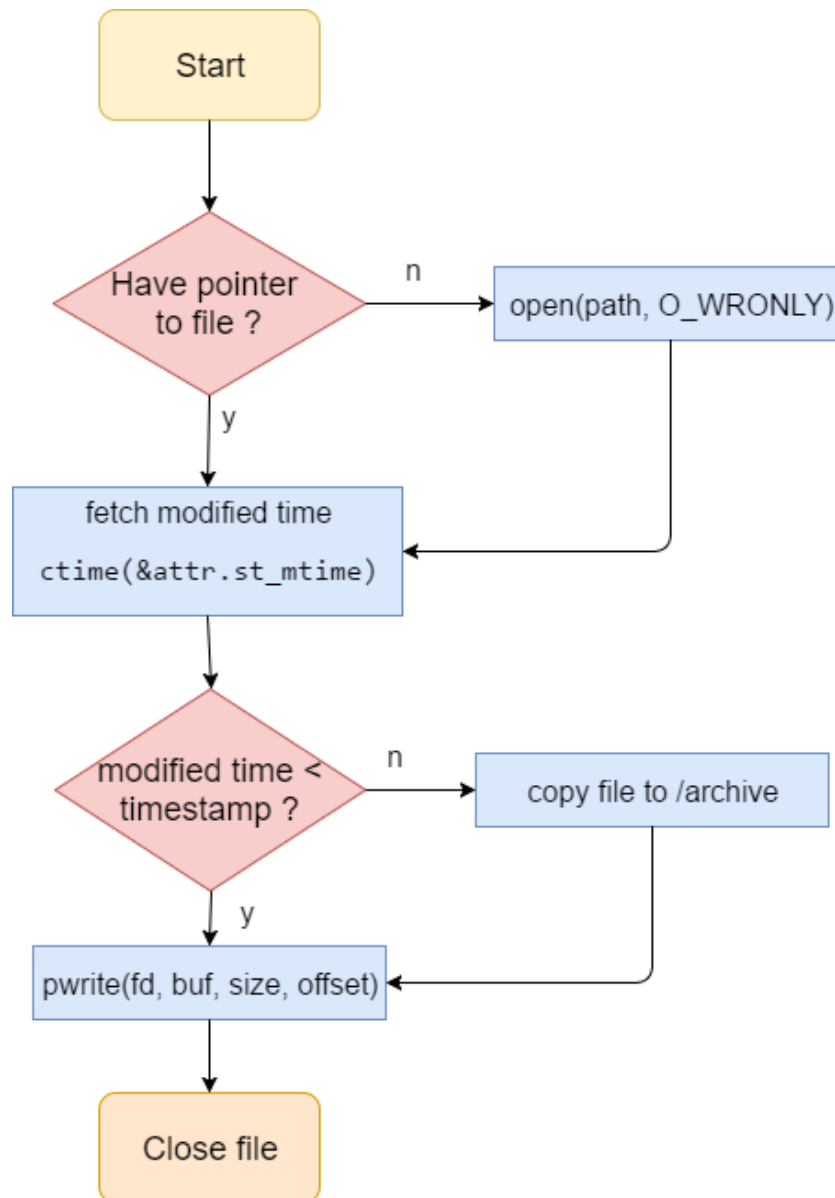 Start
Have pointer
to file ?
n
open(path, O_WRONLY)
y
fetch modified time
ctime(&attr.st_mtime)
modified time <
timestamp ?
n
copy file to /archive
y
pwrite(fd, buf, size, offset)
Close file